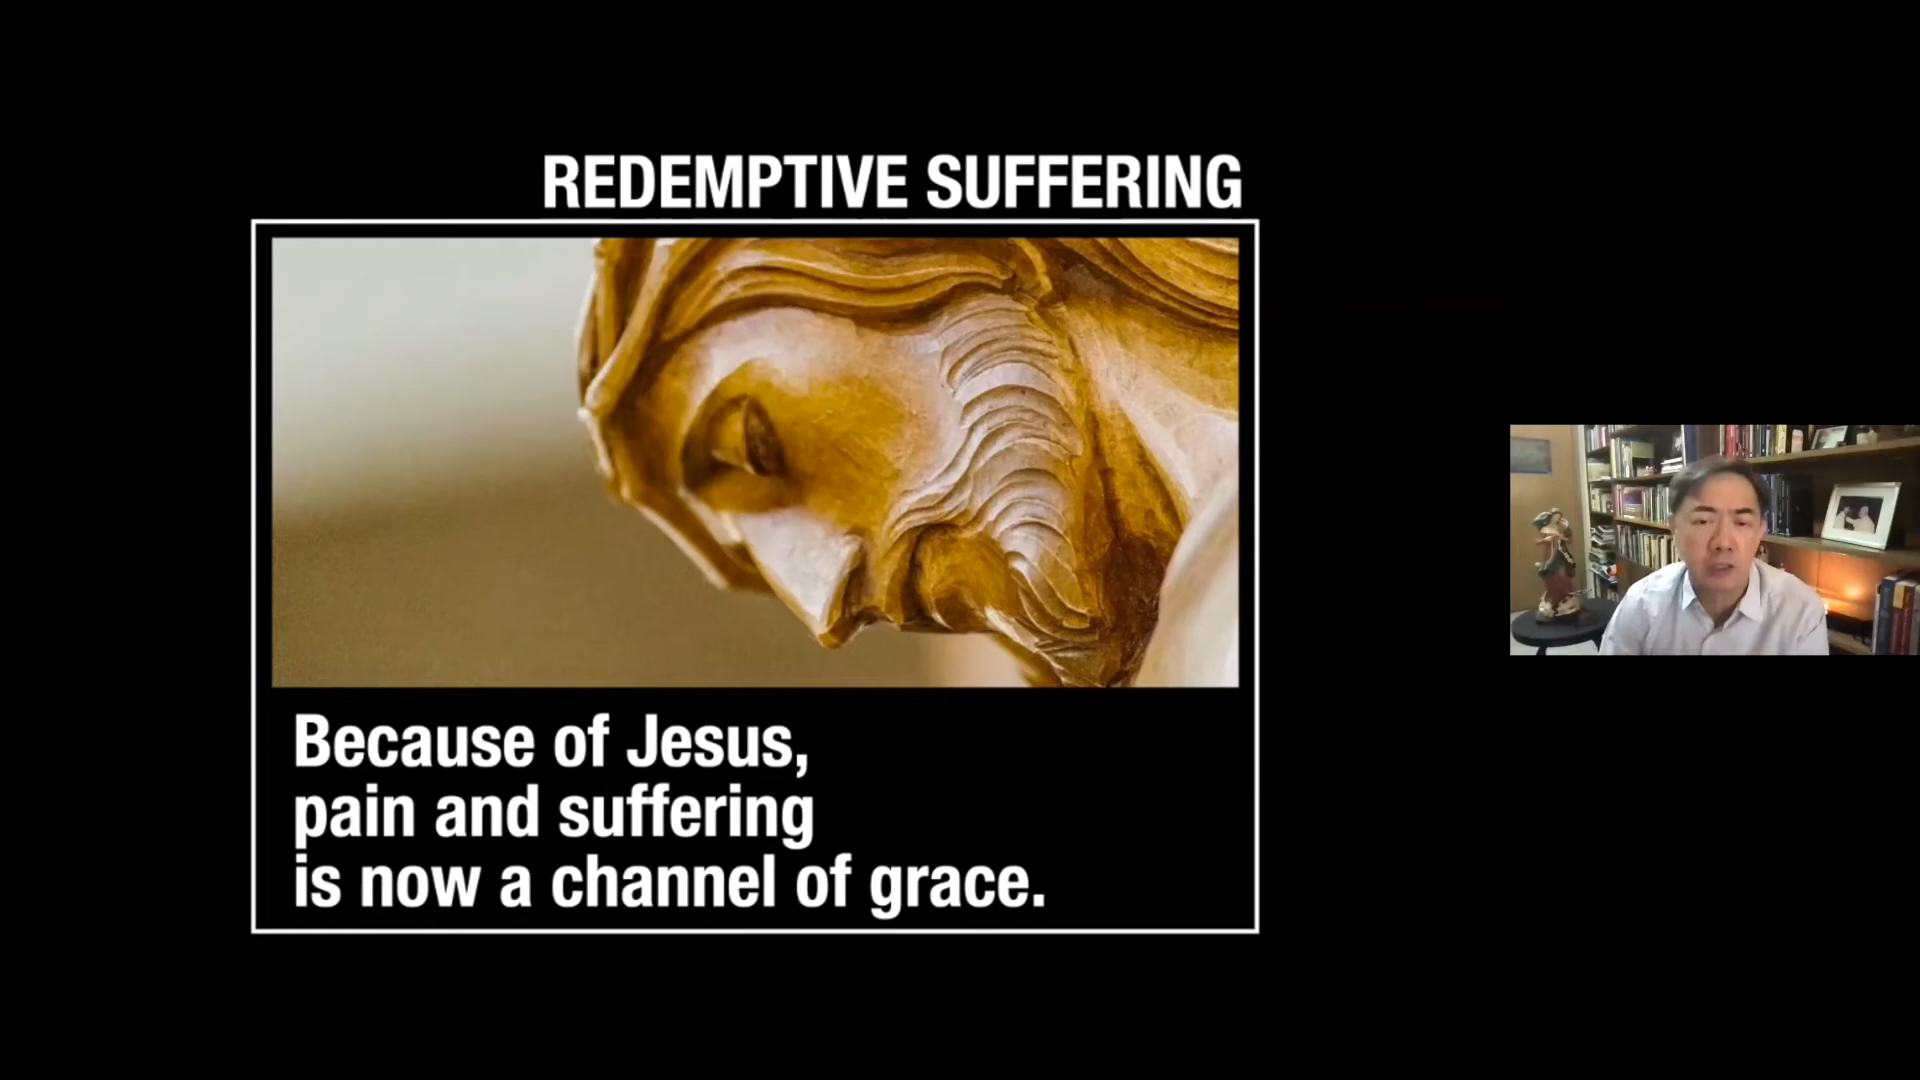 REDEMPTIVE SUFFERING
Because of Jesus,
pain and suffering
is now a channel of grace.